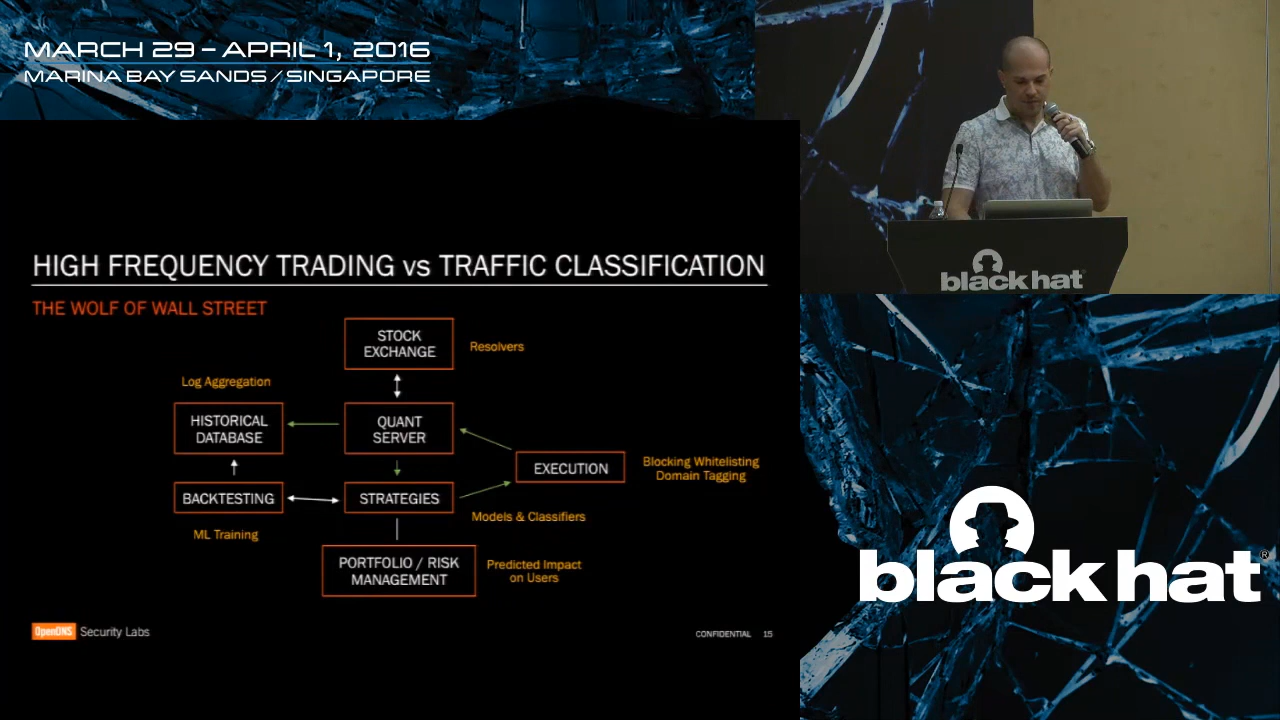 MARCH 29 – APRIL 1, 2016
MARINA BAY SANDS / SINGAPORE
black hat
HIGH FREQUENCY TRADING vs TRAFFIC CLASSIFICATION
THE WOLF OF WALL STREET
STOCK
EXCHANGE
Resolvers
Log Aggregation
HISTORICAL
DATABASE
QUANT
SERVER
EXECUTION
Blocking Whitelisting
Domain Tagging
BACKTESTING
STRATEGIES
Models & Classifiers
ML Training
PORTFOLIO / RISK
MANAGEMENT
Predicted Impact
on Users
OpenDNS Security Labs
CONFIDENTIAL 15
black hat®